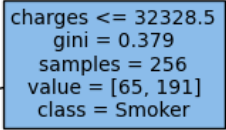 charges <= 32328.5
gini = 0.379
samples = 256
value = [65, 191]
class = Smoker